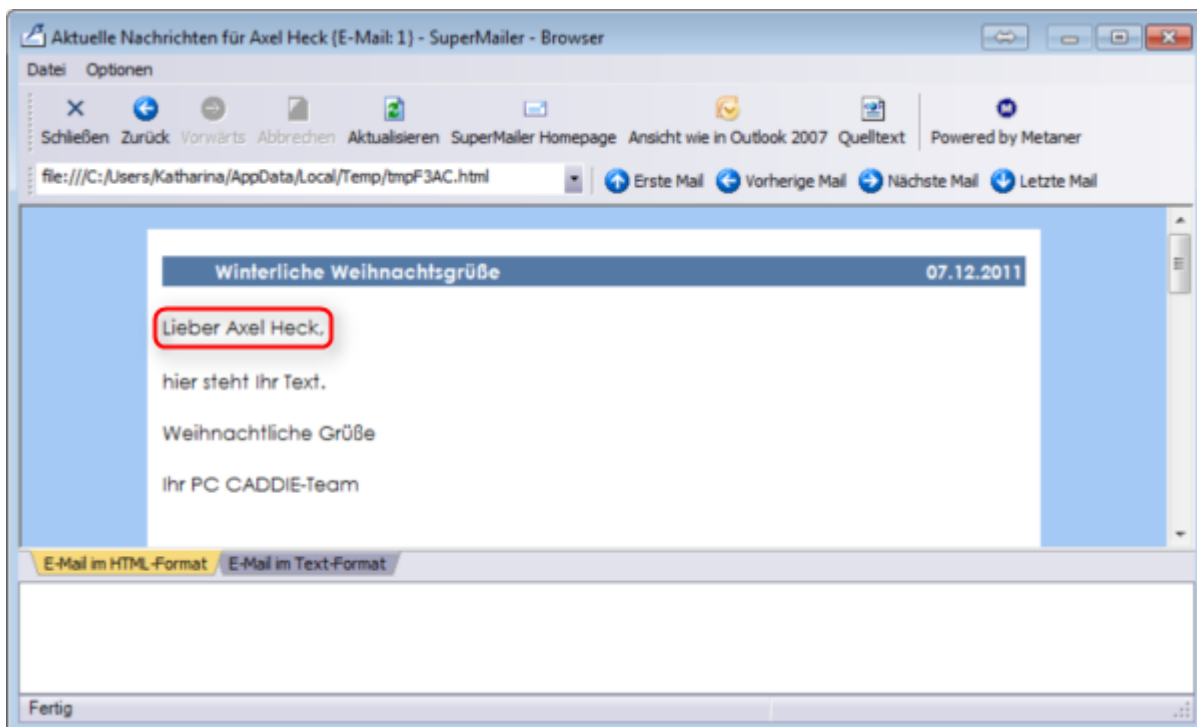 Aktuelle Nachrichten für Axel Heck (E-Mail: 1) - SuperMailer - Browser
Datei Optionen
Schließen Zurück Vorwärts Abbrechen Aktualisieren SuperMailer Homepage Ansicht wie in Outlook 2007 Quelltext Powered by Metaner
file:///C:/Users/Katharina/AppData/Local/Temp/tmpF3AC.html Erste Mail Vorherige Mail Nächste Mail Letzte Mail
Winterliche Weihnachtsgrüße 07.12.2011
Lieber Axel Heck,
hier steht Ihr Text.
Weihnachtliche Grüße
Ihr PC CADDIE-Team
E-Mail im HTML-Format E-Mail im Text-Format
Fertig